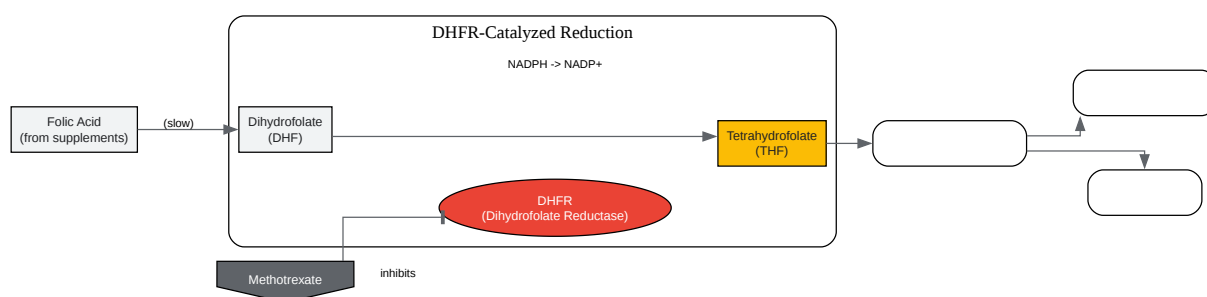 DHFR-Catalyzed Reduction
NADPH -> NADP+
Folic Acid
(from supplements)
(slow)
Dihydrofolate
(DHF)
Tetrahydrofolate
(THF)
DHFR
(Dihydrofolate Reductase)
Methotrexate
inhibits